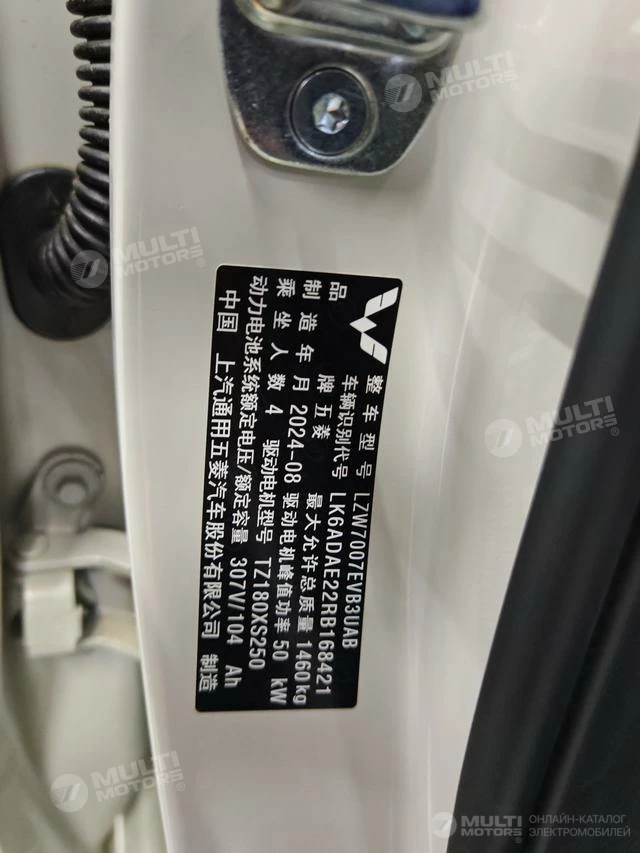 整车型号 LZW7007EVB3UAB
车辆识别代号 LK6ADAE22RB168421
品牌 五菱 最大允许总质量 1460 kg
制造年月 2024-08 驱动电机峰值功率 50 kW
乘坐人数 4 驱动电机型号 TZ180XS250
动力电池系统额定电压/额定容量 307V/104 Ah
中国 上汽通用五菱汽车股份有限公司 制造
MULTI MOTORS
MULTI MOTORS
MULTI MOTORS
MULTI MOTORS
MULTI MOTORS
ОНЛАЙН-КАТАЛОГ
ЭЛЕКТРОМОБИЛЕЙ